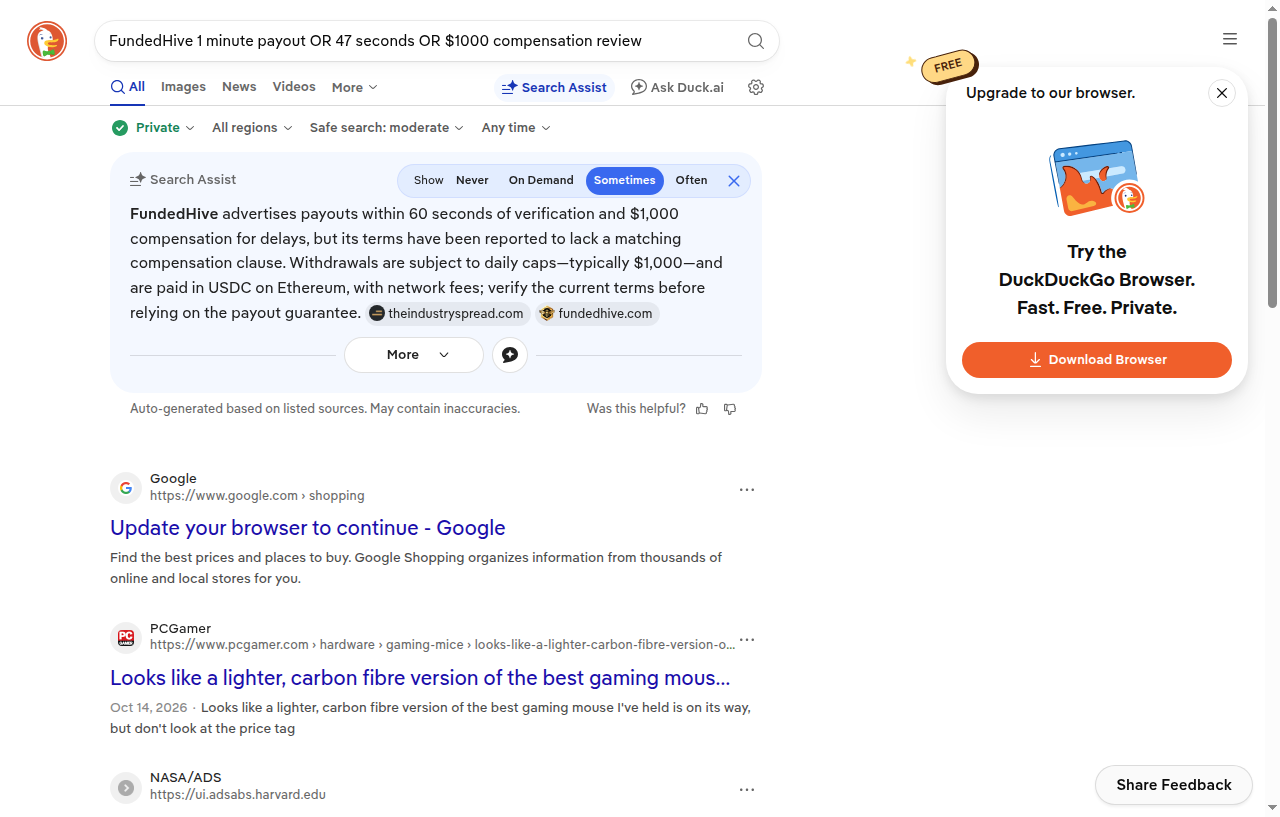 FundedHive 1 minute payout OR 47 seconds OR $1000 compensation review
All Images News Videos More Search Assist Ask Duck.ai
Private All regions Safe search: moderate Any time
FREE
Upgrade to our browser.
Try the
DuckDuckGo Browser.
Fast. Free. Private.
Download Browser
Search Assist
Show Never On Demand Sometimes Often
FundedHive advertises payouts within 60 seconds of verification and $1,000
compensation for delays, but its terms have been reported to lack a matching
compensation clause. Withdrawals are subject to daily caps—typically $1,000—and
are paid in USDC on Ethereum, with network fees; verify the current terms before
relying on the payout guarantee. theindustryspread.com fundedhive.com
More
Auto-generated based on listed sources. May contain inaccuracies. Was this helpful?
Google
https://www.google.com › shopping
Update your browser to continue - Google
Find the best prices and places to buy. Google Shopping organizes information from thousands of
online and local stores for you.
PC
GAMER
PCGamer
https://www.pcgamer.com › hardware › gaming-mice › looks-like-a-lighter-carbon-fibre-version-o...
Looks like a lighter, carbon fibre version of the best gaming mous...
Oct 14, 2026 · Looks like a lighter, carbon fibre version of the best gaming mouse I've held is on its way,
but don't look at the price tag
NASA/ADS
https://ui.adsabs.harvard.edu
Share Feedback